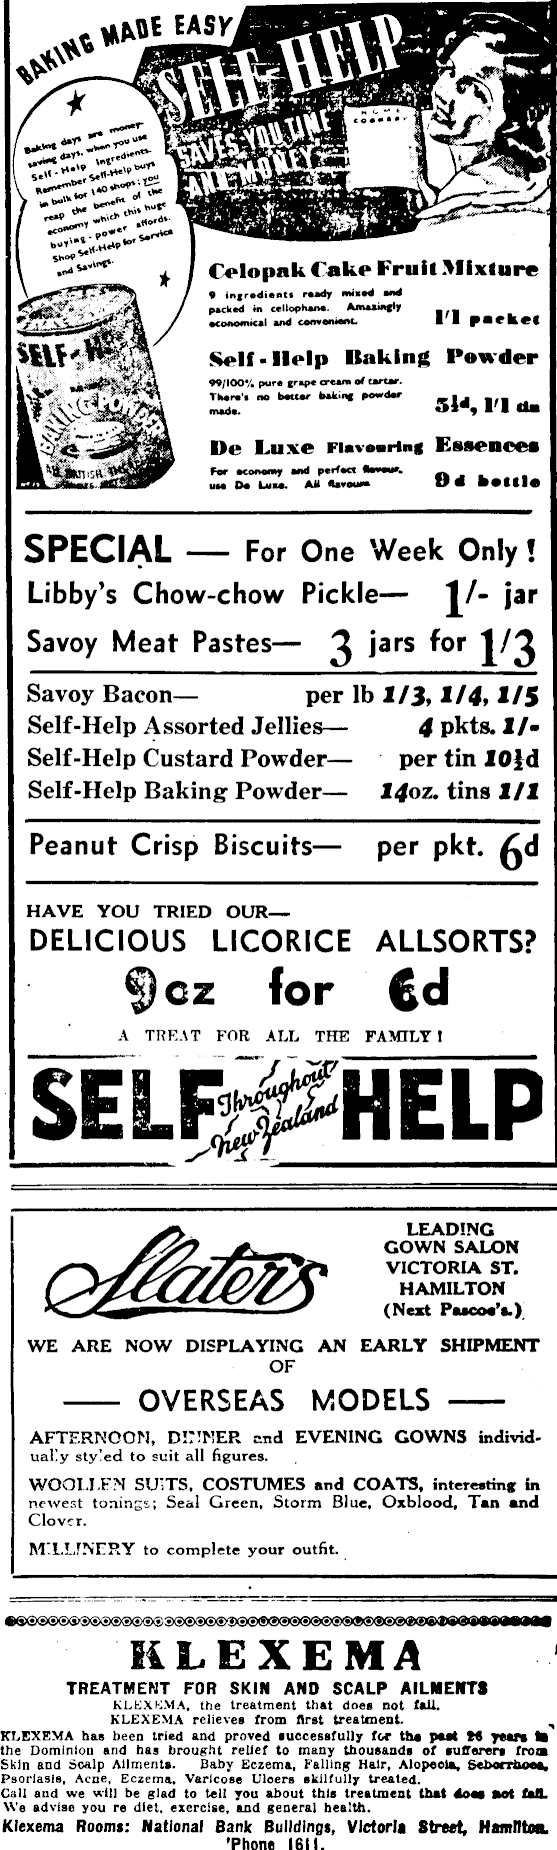 BAKING MADE EASY
SELF HELP
SAVES YOU TIME
AND MONEY
HOME
COOKERY
Baking days are money-
saving days, when you use
Self-Help Ingredients.
Remember Self-Help buys
in bulk for 140 shops; you
reap the benefit of the
economy which this huge
buying-power affords.
Shop Self-Help for Service
and Savings.
SELF-H
BAKING POWDER
Celopak Cake Fruit Mixture
9 ingredients ready mixed and
packed in cellophane. Amazingly
economical and convenient.
1'1 packet
Self-Help Baking Powder
99/100% pure grape cream of tartar.
There's no better baking powder
made.
5½d, 1'1 tin
De Luxe Flavouring Essences
For economy and perfect flavour,
use De Luxe. All flavours
9d bottle
SPECIAL — For One Week Only!
Libby's Chow-chow Pickle— 1/- jar
Savoy Meat Pastes— 3 jars for 1/3
Savoy Bacon— per lb 1/3, 1/4, 1/5
Self-Help Assorted Jellies— 4 pkts. 1/-
Self-Help Custard Powder— per tin 10½d
Self-Help Baking Powder— 14oz. tins 1/1
Peanut Crisp Biscuits— per pkt. 6d
HAVE YOU TRIED OUR—
DELICIOUS LICORICE ALLSORTS?
9oz for 6d
A TREAT FOR ALL THE FAMILY!
SELF Throughout New Zealand HELP
Slater's
LEADING
GOWN SALON
VICTORIA ST.
HAMILTON
(Next Pascoe's.)
WE ARE NOW DISPLAYING AN EARLY SHIPMENT
OF
— OVERSEAS MODELS —
AFTERNOON, DINNER and EVENING GOWNS individ-
ually styled to suit all figures.
WOOLLEN SUITS, COSTUMES and COATS, interesting in
newest tonings; Seal Green, Storm Blue, Oxblood, Tan and
Clover.
MILLINERY to complete your outfit.
KLEXEMA
TREATMENT FOR SKIN AND SCALP AILMENTS
KLEXEMA, the treatment that does not fail.
KLEXEMA relieves from first treatment.
KLEXEMA has been tried and proved successfully for the past 26 years in
the Dominion and has brought relief to many thousands of sufferers from
Skin and Scalp Ailments. Baby Eczema, Falling Hair, Alopecia, Seborrhoea,
Psoriasis, Acne, Eczema, Varicose Ulcers skilfully treated.
Call and we will be glad to tell you about this treatment that does not fail.
We advise you re diet, exercise, and general health.
Klexema Rooms: National Bank Buildings, Victoria Street, Hamilton.
'Phone 1611.